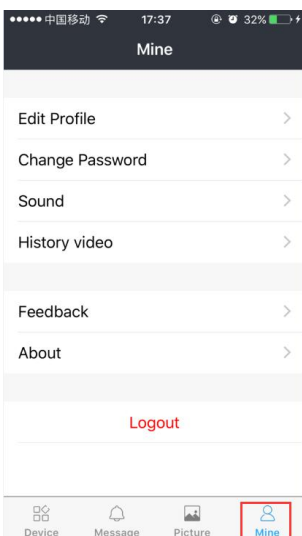 中国移动 17:37 32%
Mine
Edit Profile
Change Password
Sound
History video
Feedback
About
Logout
Device Message Picture Mine